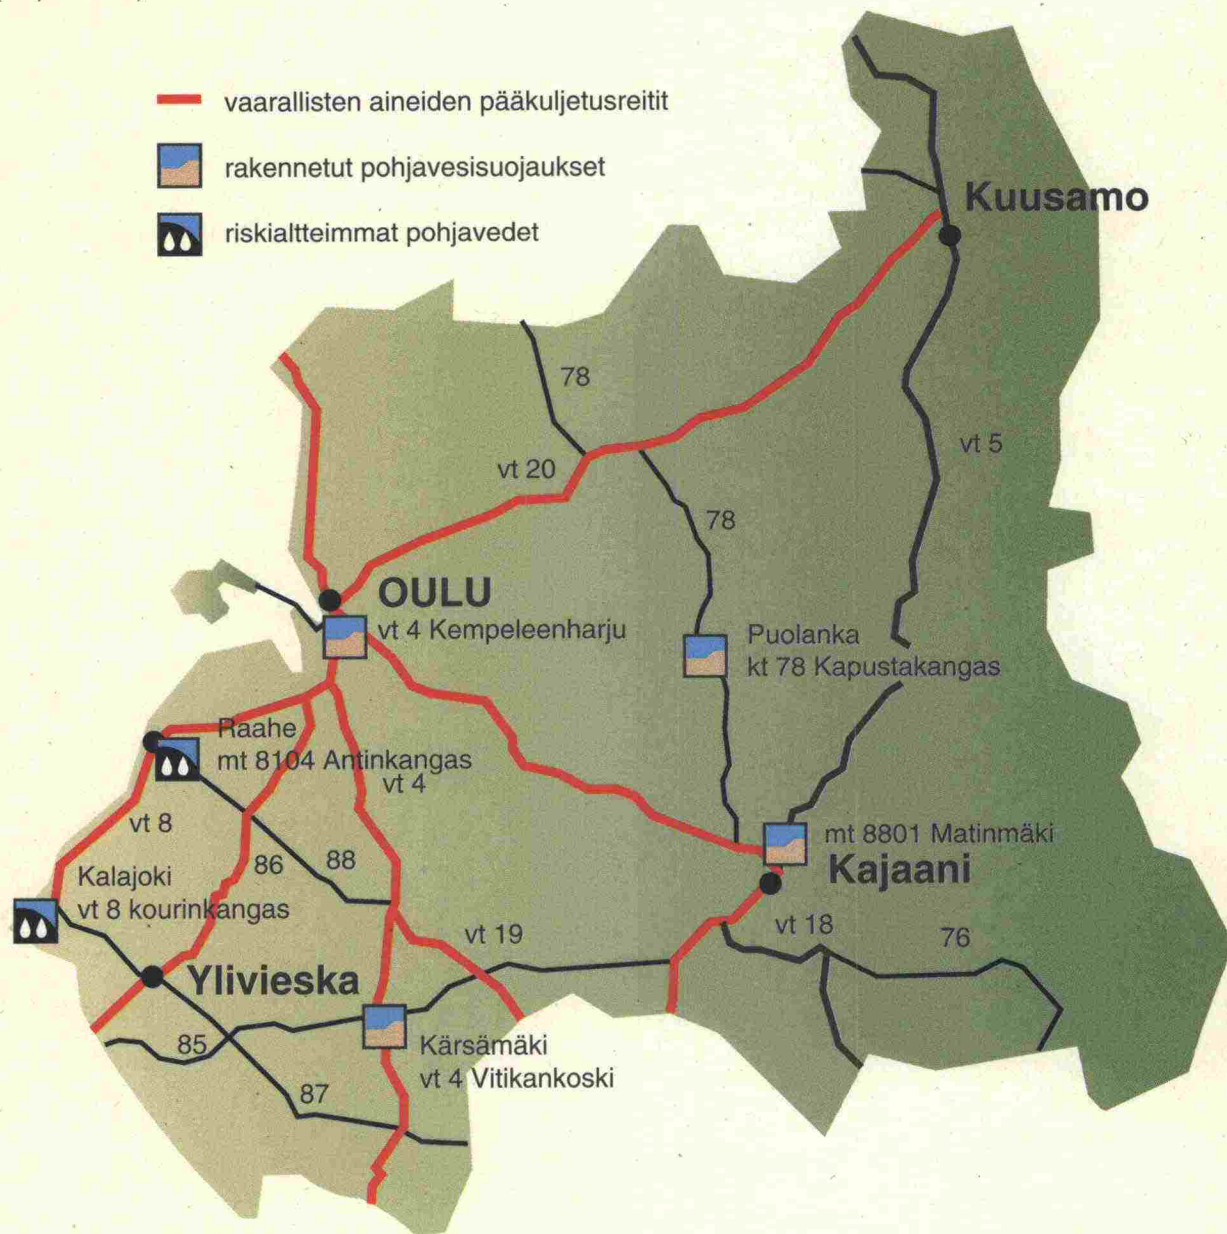 vaarallisten aineiden pääkuljetusreitit
rakennetut pohjavesisuojaukset
riskialtteimmat pohjavedet
Kuusamo
78
vt 5
vt 20
78
OULU
vt 4 Kempeleenharju
Puolanka
kt 78 Kapustakangas
Raahe
mt 8104 Antinkangas
vt 4
vt 8
mt 8801 Matinmäki
Kajaani
86
88
Kalajoki
vt 8 kourinkangas
vt 19
vt 18
76
Ylivieska
85
Kärsämäki
vt 4 Vitikankoski
87